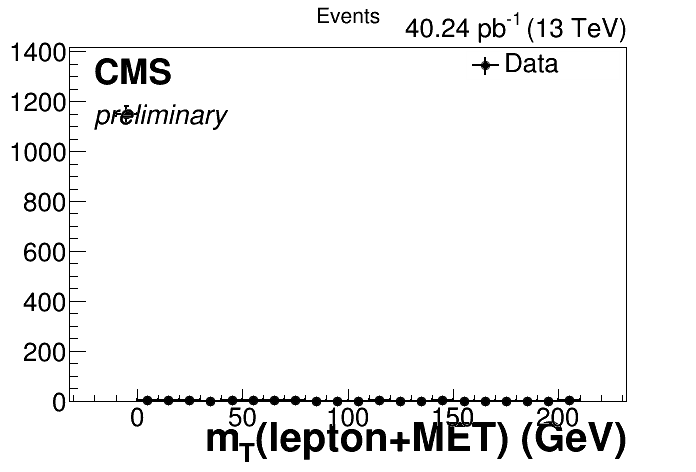 Events
40.24 pb-1 (13 TeV)
CMS
preliminary
Data
1400
1200
1000
800
600
400
200
0
0 50 100 150 200
mT(lepton+MET) (GeV)